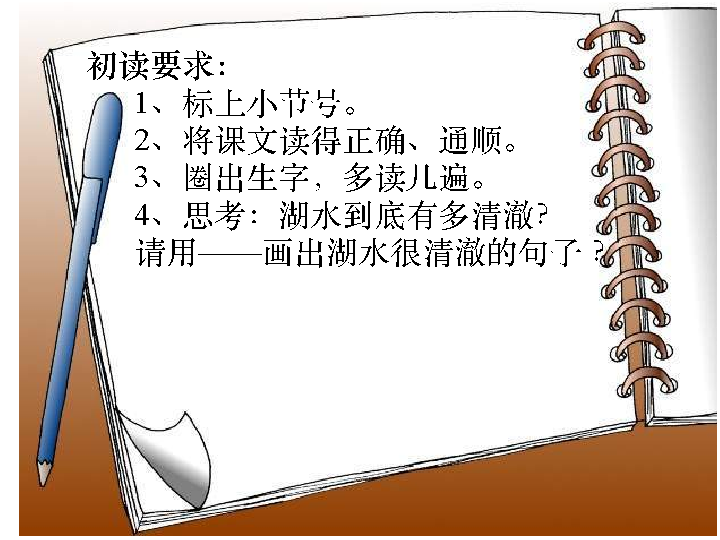 初读要求:
1、标上小节号。
2、将课文读得正确、通顺。
3、圈出生字，多读几遍。
4、思考：湖水到底有多清澈?
请用——画出湖水很清澈的句子？